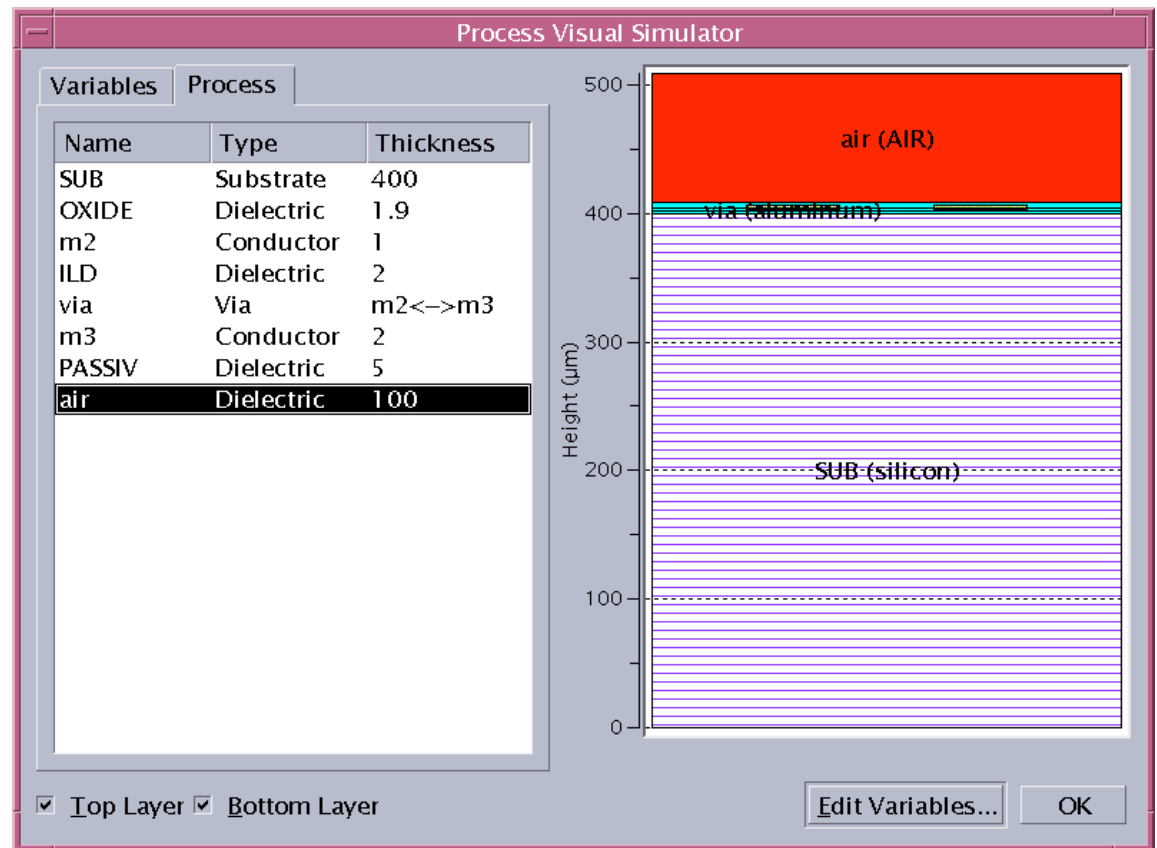 Process Visual Simulator
Variables Process
Name Type Thickness
SUB Substrate 400
OXIDE Dielectric 1.9
m2 Conductor 1
ILD Dielectric 2
via Via m2<->m3
m3 Conductor 2
PASSIV Dielectric 5
air Dielectric 100
Height (µm)
500
400
300
200
100
0
air (AIR)
via (aluminum)
SUB (silicon)
Top Layer Bottom Layer
Edit Variables... OK